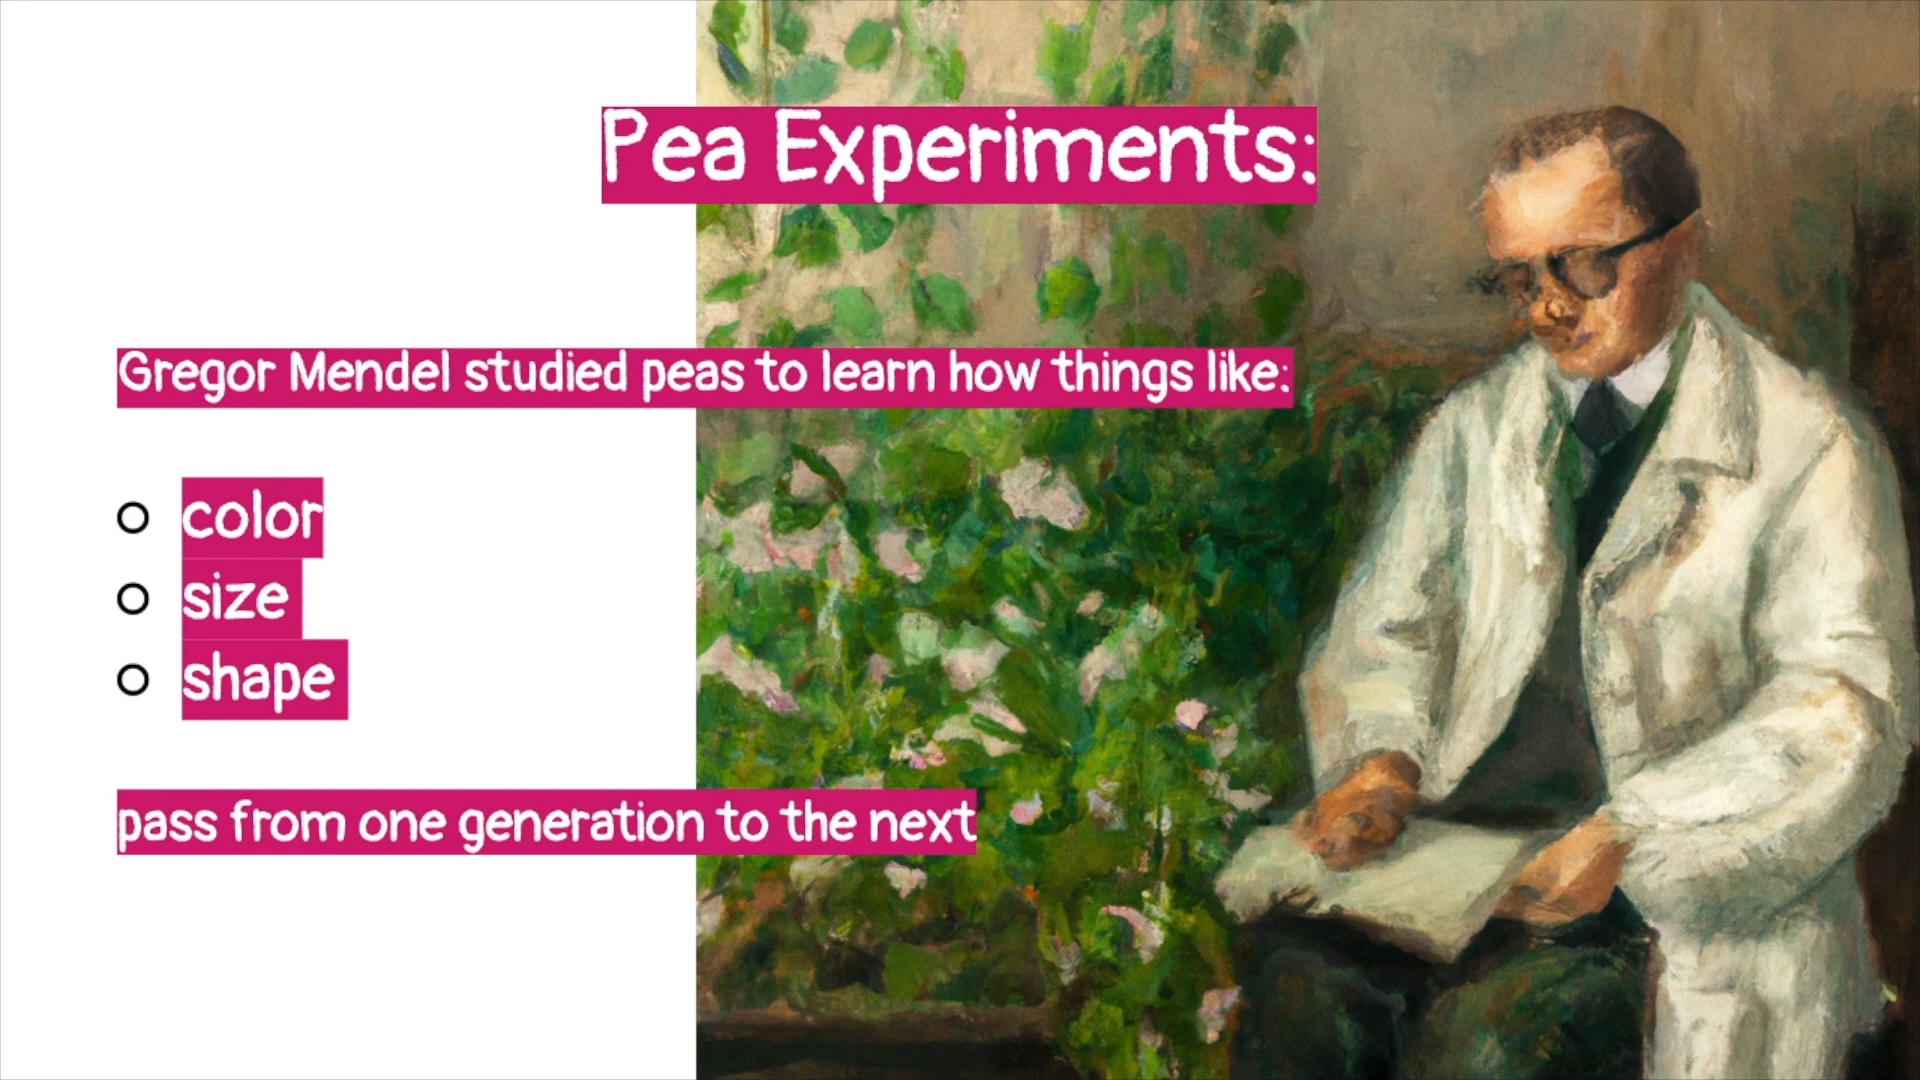 Pea Experiments:
Gregor Mendel studied peas to learn how things like:
color
size
shape
pass from one generation to the next